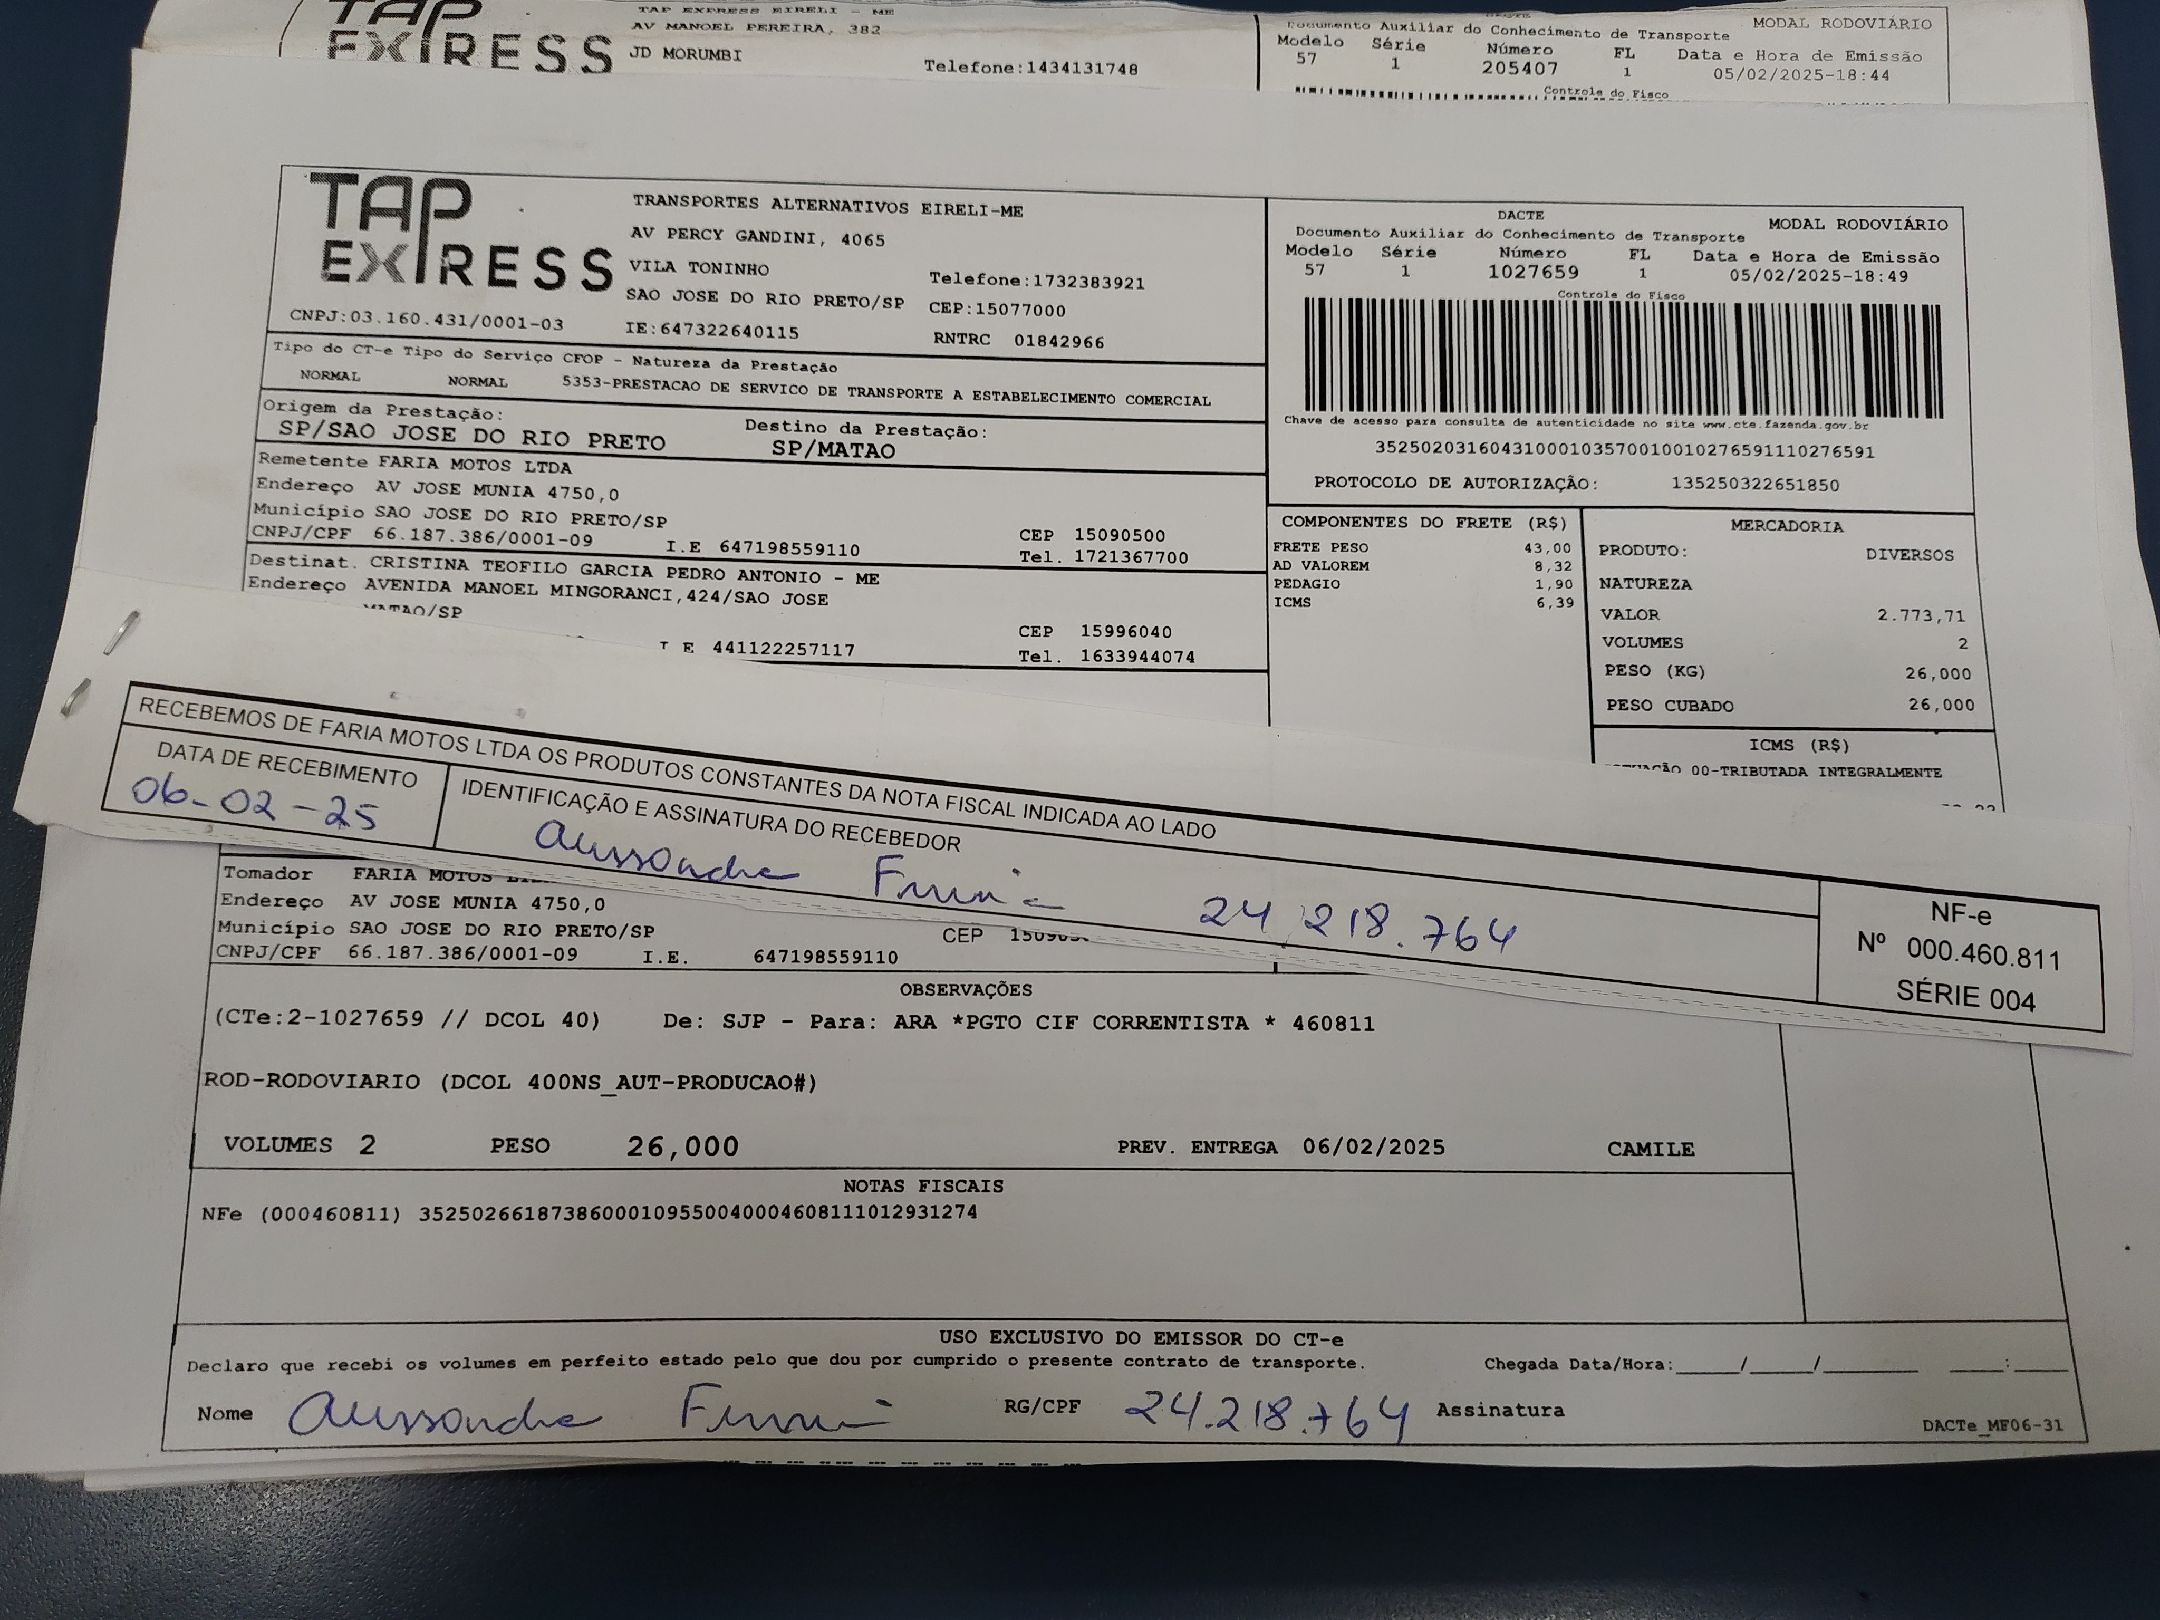 TAP EXPRESS
TAP EXPRESS EIRELI - ME
AV MANOEL PEREIRA, 382
JD MORUMBI
Telefone:1434131748
MODAL RODOVIÁRIO
Documento Auxiliar do Conhecimento de Transporte
Modelo Série Número FL Data e Hora de Emissão
57 1 205407 1 05/02/2025-18:44
Controle do Fisco
TAP EXPRESS
CNPJ:03.160.431/0001-03
TRANSPORTES ALTERNATIVOS EIRELI-ME
AV PERCY GANDINI, 4065
VILA TONINHO
Telefone:1732383921
SAO JOSE DO RIO PRETO/SP CEP:15077000
IE:647322640115 RNTRC 01842966
DACTE MODAL RODOVIÁRIO
Documento Auxiliar do Conhecimento de Transporte
Modelo Série Número FL Data e Hora de Emissão
57 1 1027659 1 05/02/2025-18:49
Controle do Fisco
Chave de acesso para consulta de autenticidade no site www.cte.fazenda.gov.br
35250203160431000103570010010276591110276591
PROTOCOLO DE AUTORIZAÇÃO: 135250322651850
Tipo do CT-e Tipo do Serviço CFOP - Natureza da Prestação
NORMAL NORMAL 5353-PRESTACAO DE SERVICO DE TRANSPORTE A ESTABELECIMENTO COMERCIAL
Origem da Prestação: Destino da Prestação:
SP/SAO JOSE DO RIO PRETO SP/MATAO
Remetente FARIA MOTOS LTDA
Endereço AV JOSE MUNIA 4750,0
Município SAO JOSE DO RIO PRETO/SP CEP 15090500
CNPJ/CPF 66.187.386/0001-09 I.E 647198559110 Tel. 1721367700
Destinat. CRISTINA TEOFILO GARCIA PEDRO ANTONIO - ME
Endereço AVENIDA MANOEL MINGORANCI,424/SAO JOSE
MATAO/SP CEP 15996040
I E 441122257117 Tel. 1633944074
COMPONENTES DO FRETE (R$)
FRETE PESO 43,00
AD VALOREM 8,32
PEDAGIO 1,90
ICMS 6,39
MERCADORIA
PRODUTO: DIVERSOS
NATUREZA
VALOR 2.773,71
VOLUMES 2
PESO (KG) 26,000
PESO CUBADO 26,000
ICMS (R$)
00-TRIBUTADA INTEGRALMENTE
RECEBEMOS DE FARIA MOTOS LTDA OS PRODUTOS CONSTANTES DA NOTA FISCAL INDICADA AO LADO
DATA DE RECEBIMENTO IDENTIFICAÇÃO E ASSINATURA DO RECEBEDOR
06-02-25
24.218.764
NF-e
Nº 000.460.811
SÉRIE 004
Tomador FARIA MOTOS
Endereço AV JOSE MUNIA 4750,0
Município SAO JOSE DO RIO PRETO/SP CEP
CNPJ/CPF 66.187.386/0001-09 I.E. 647198559110
OBSERVAÇÕES
(CTe:2-1027659 // DCOL 40) De: SJP - Para: ARA *PGTO CIF CORRENTISTA * 460811
ROD-RODOVIARIO (DCOL 400NS_AUT-PRODUCAO#)
VOLUMES 2 PESO 26,000 PREV. ENTREGA 06/02/2025 CAMILE
NOTAS FISCAIS
NFe (000460811) 35250266187386000109550040004608111012931274
USO EXCLUSIVO DO EMISSOR DO CT-e
Declaro que recebi os volumes em perfeito estado pelo que dou por cumprido o presente contrato de transporte. Chegada Data/Hora:____/____/______ ___:____
Nome RG/CPF 24.218.764 Assinatura
DACTe_MF06-31